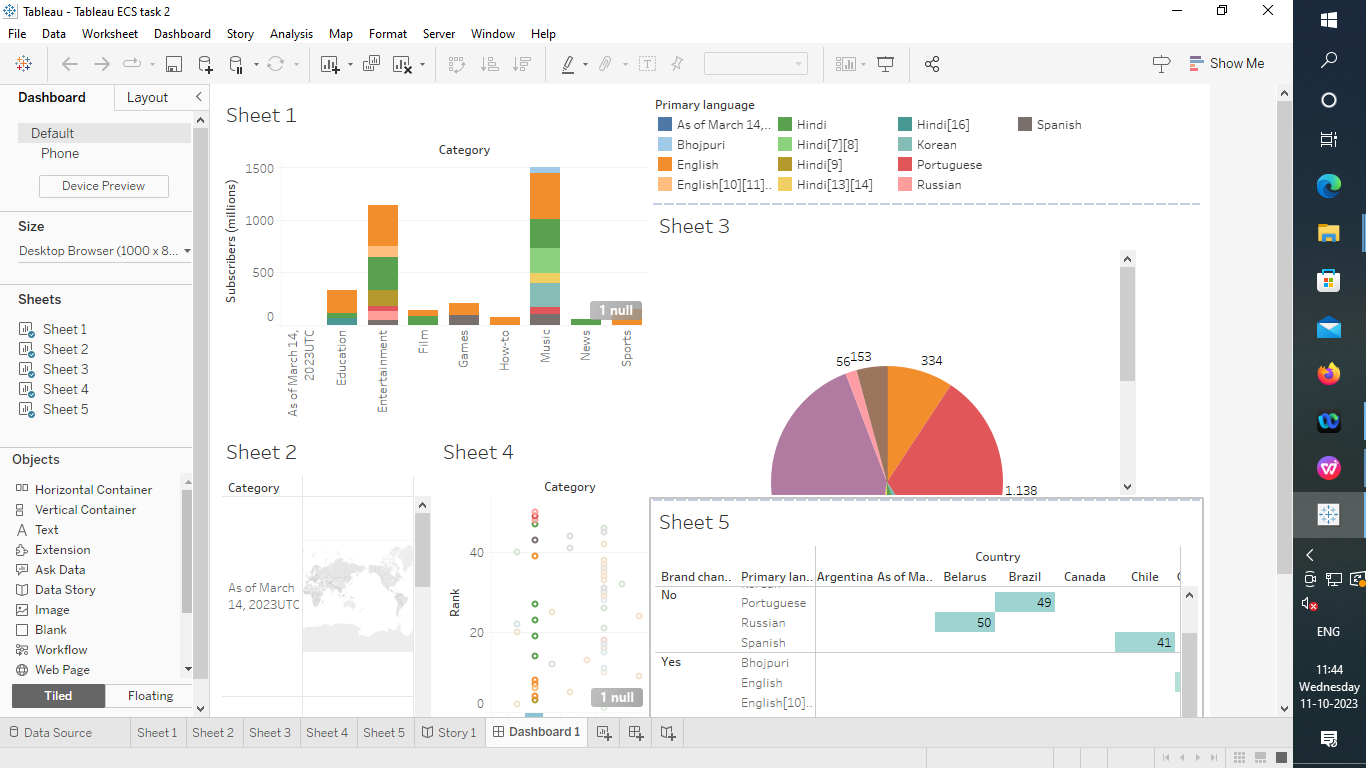 Tableau - Tableau ECS task 2
File Data Worksheet Dashboard Story Analysis Map Format Server Window Help
Show Me
Dashboard Layout
Default
Phone
Device Preview
Size
Desktop Browser (1000 x 8...
Sheets
Sheet 1
Sheet 2
Sheet 3
Sheet 4
Sheet 5
Objects
Horizontal Container
Vertical Container
Text
Extension
Ask Data
Data Story
Image
Blank
Workflow
Web Page
Tiled Floating
Sheet 1
Category
Subscribers (millions)
1500
1000
500
0
1 null
As of March 14,
2023UTC
Education
Entertainment
Film
Games
How-to
Music
News
Sports
Primary language
As of March 14,.. Hindi Hindi[16] Spanish
Bhojpuri Hindi[7][8] Korean
English Hindi[9] Portuguese
English[10][11].. Hindi[13][14] Russian
Sheet 3
56 153 334
1,138
Sheet 2
Category
As of March
14, 2023UTC
Sheet 4
Category
Rank
40
20
0
1 null
Sheet 5
Country
Brand chan.. Primary lan.. Argentina As of Ma.. Belarus Brazil Canada Chile
No
Portuguese 49
Russian 50
Spanish 41
Yes Bhojpuri
English
English[10]..
Data Source Sheet 1 Sheet 2 Sheet 3 Sheet 4 Sheet 5 Story 1 Dashboard 1
ENG
11:44
Wednesday
11-10-2023